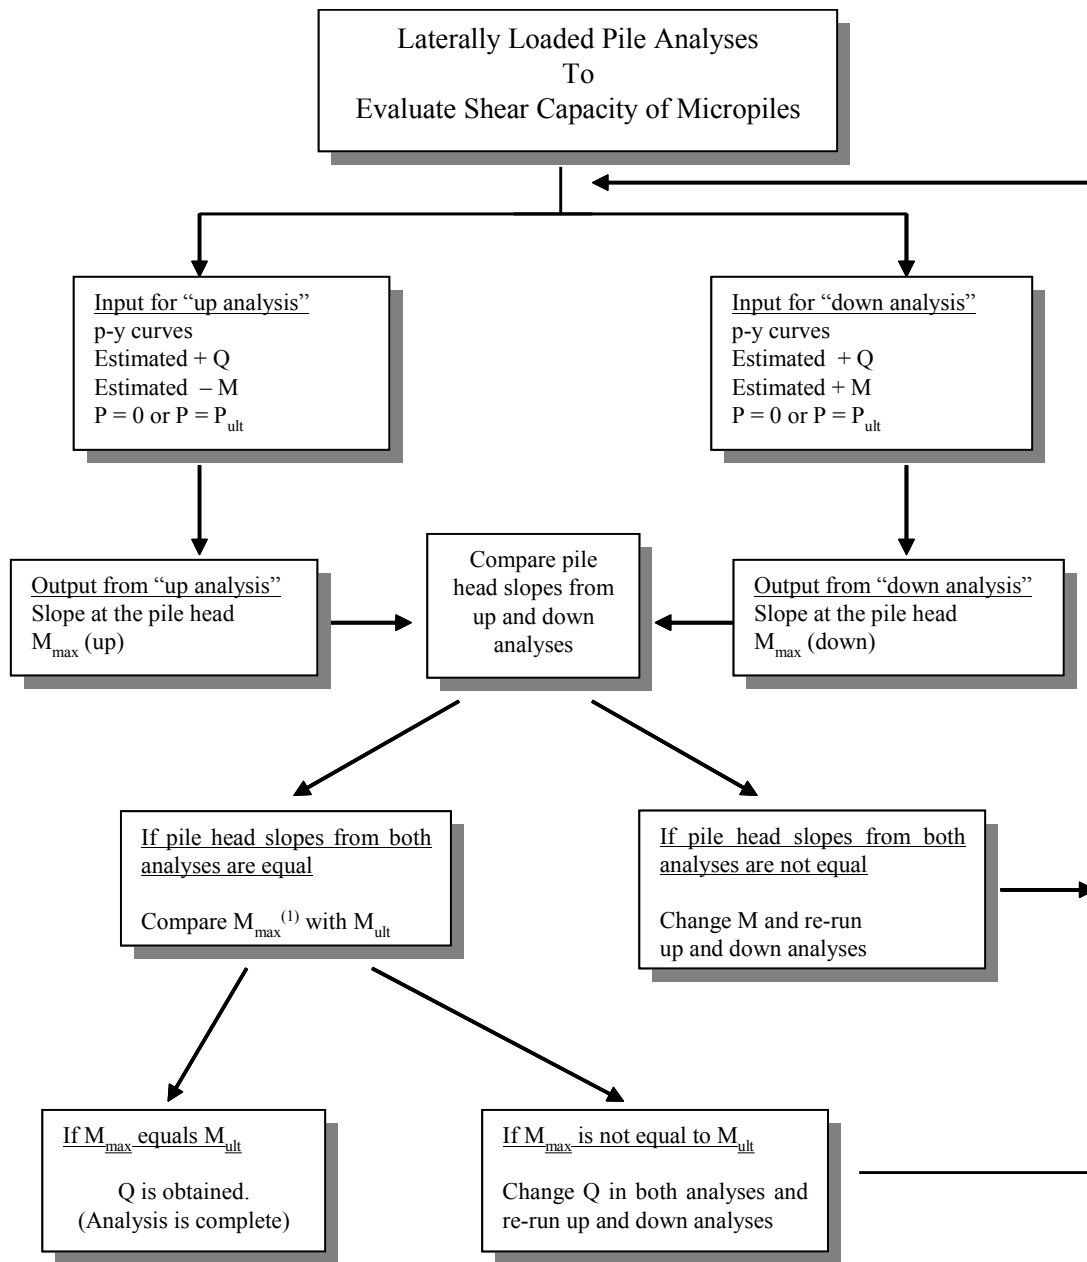 Laterally Loaded Pile Analyses
To
Evaluate Shear Capacity of Micropiles
Input for “up analysis”
p-y curves
Estimated + Q
Estimated – M
P = 0 or P = Pult
Input for “down analysis”
p-y curves
Estimated + Q
Estimated + M
P = 0 or P = Pult
Output from “up analysis”
Slope at the pile head
Mmax (up)
Compare pile
head slopes from
up and down
analyses
Output from “down analysis”
Slope at the pile head
Mmax (down)
If pile head slopes from both
analyses are equal
Compare Mmax(1) with Mult
If pile head slopes from both
analyses are not equal
Change M and re-run
up and down analyses
If Mmax equals Mult
Q is obtained.
(Analysis is complete)
If Mmax is not equal to Mult
Change Q in both analyses and
re-run up and down analyses